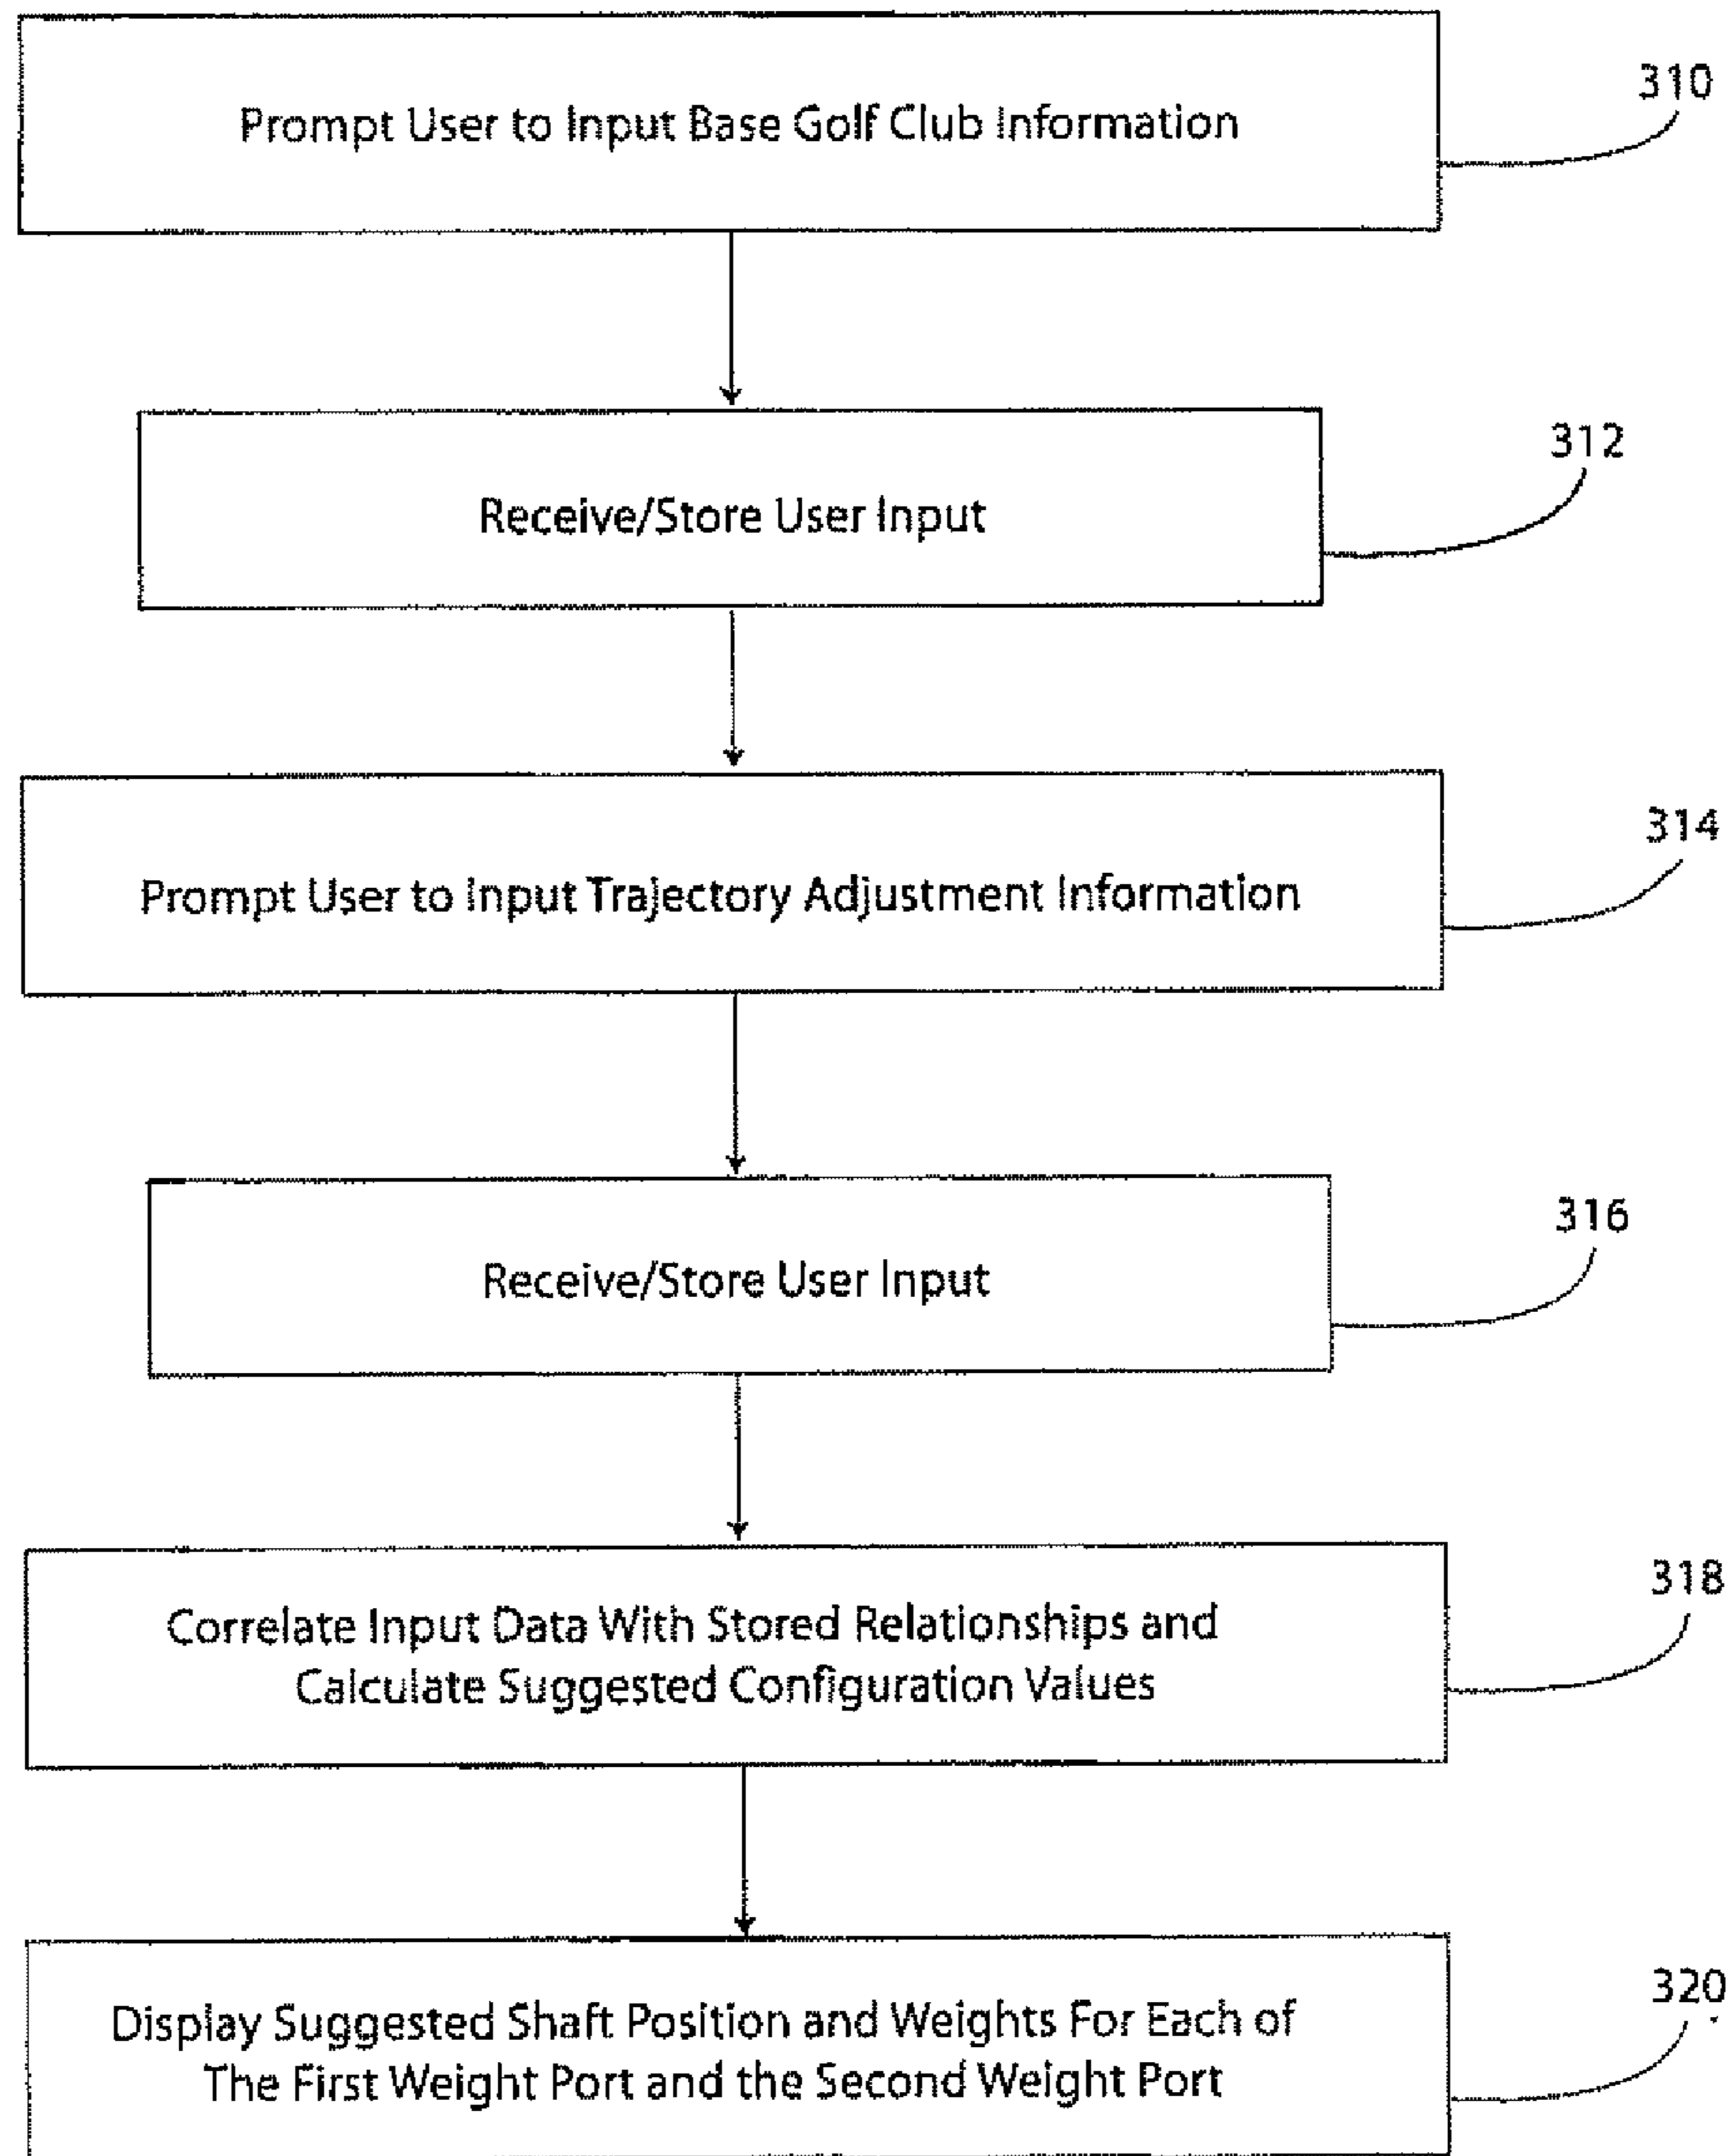 Prompt User to Input Base Golf Club Information
310
Receive/Store User Input
312
Prompt User to Input Trajectory Adjustment Information
314
Receive/Store User Input
316
Correlate Input Data With Stored Relationships and
Calculate Suggested Configuration Values
318
Display Suggested Shaft Position and Weights For Each of
The First Weight Port and the Second Weight Port
320